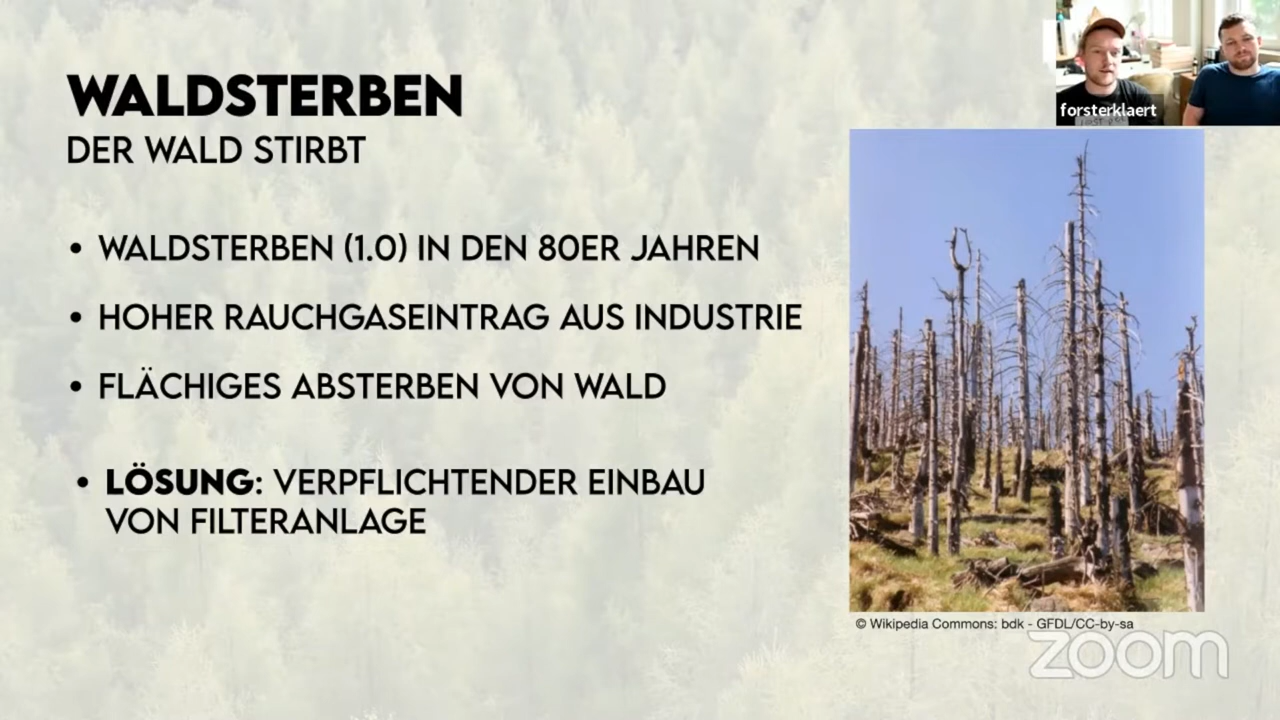 WALDSTERBEN
DER WALD STIRBT
• WALDSTERBEN (1.0) IN DEN 80ER JAHREN
• HOHER RAUCHGASEINTRAG AUS INDUSTRIE
• FLÄCHIGES ABSTERBEN VON WALD
• LÖSUNG: VERPFLICHTENDER EINBAU
VON FILTERANLAGE
forsterklaert
© Wikipedia Commons: bdk - GFDL/CC-by-sa
zoom